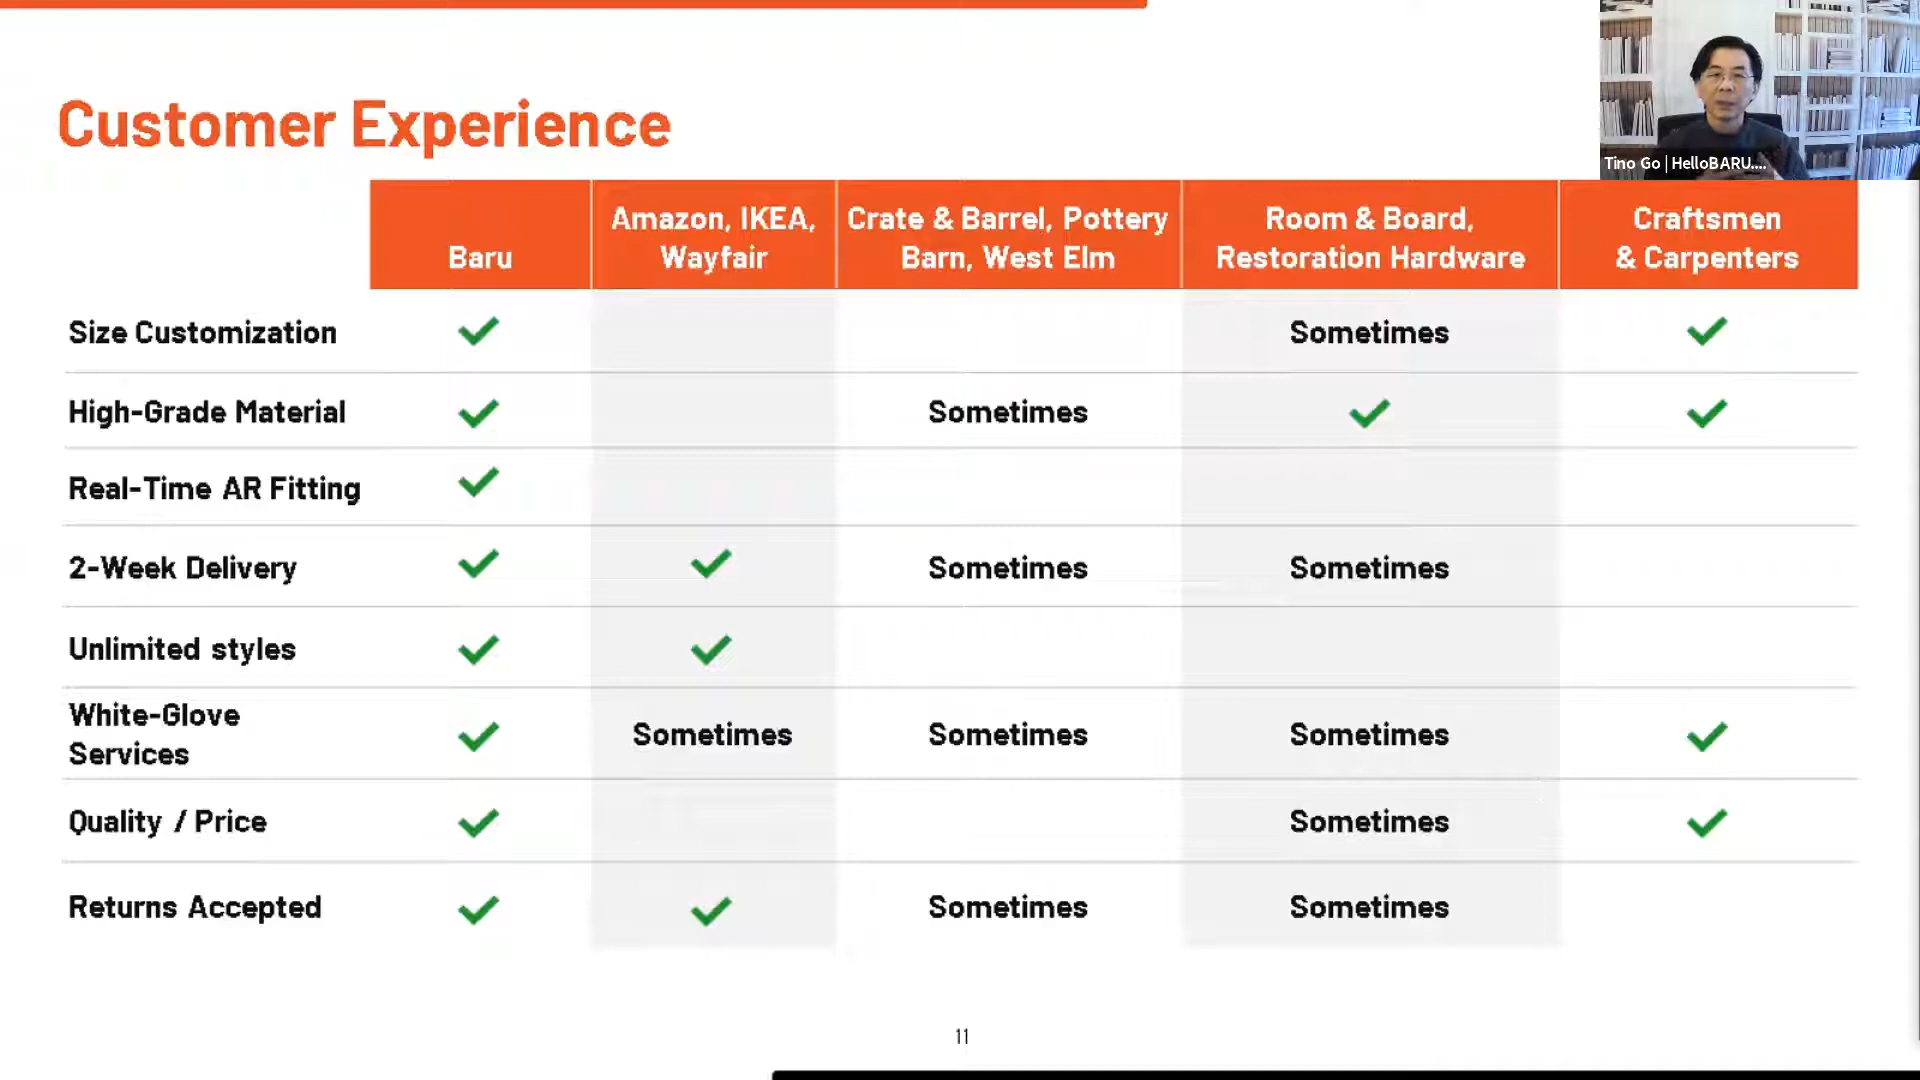 Customer Experience
Tino Go | HelloBARU....
Baru
Amazon, IKEA,
Wayfair
Crate & Barrel, Pottery
Barn, West Elm
Room & Board,
Restoration Hardware
Craftsmen
& Carpenters
Size Customization
Sometimes
High-Grade Material
Sometimes
Real-Time AR Fitting
2-Week Delivery
Sometimes
Sometimes
Unlimited styles
White-Glove
Services
Sometimes
Sometimes
Sometimes
Quality / Price
Sometimes
Returns Accepted
Sometimes
Sometimes
11